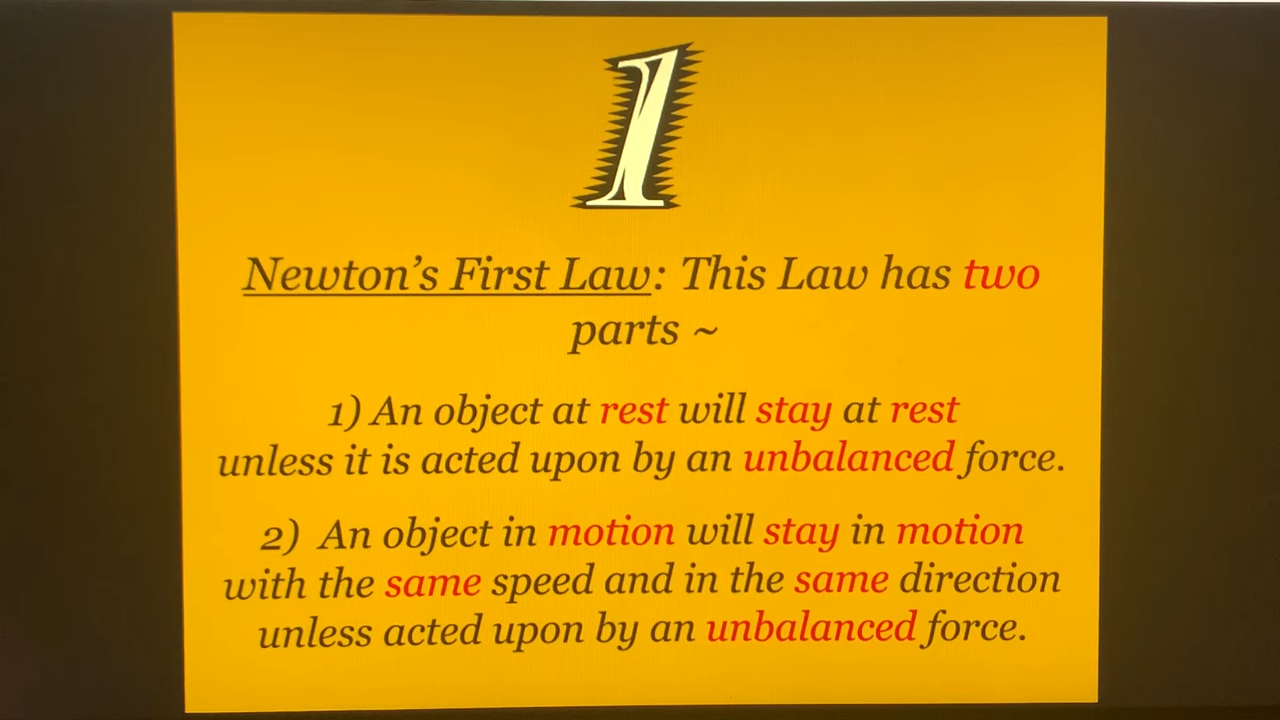 1
Newton's First Law: This Law has two
parts ~
1) An object at rest will stay at rest
unless it is acted upon by an unbalanced force.
2) An object in motion will stay in motion
with the same speed and in the same direction
unless acted upon by an unbalanced force.